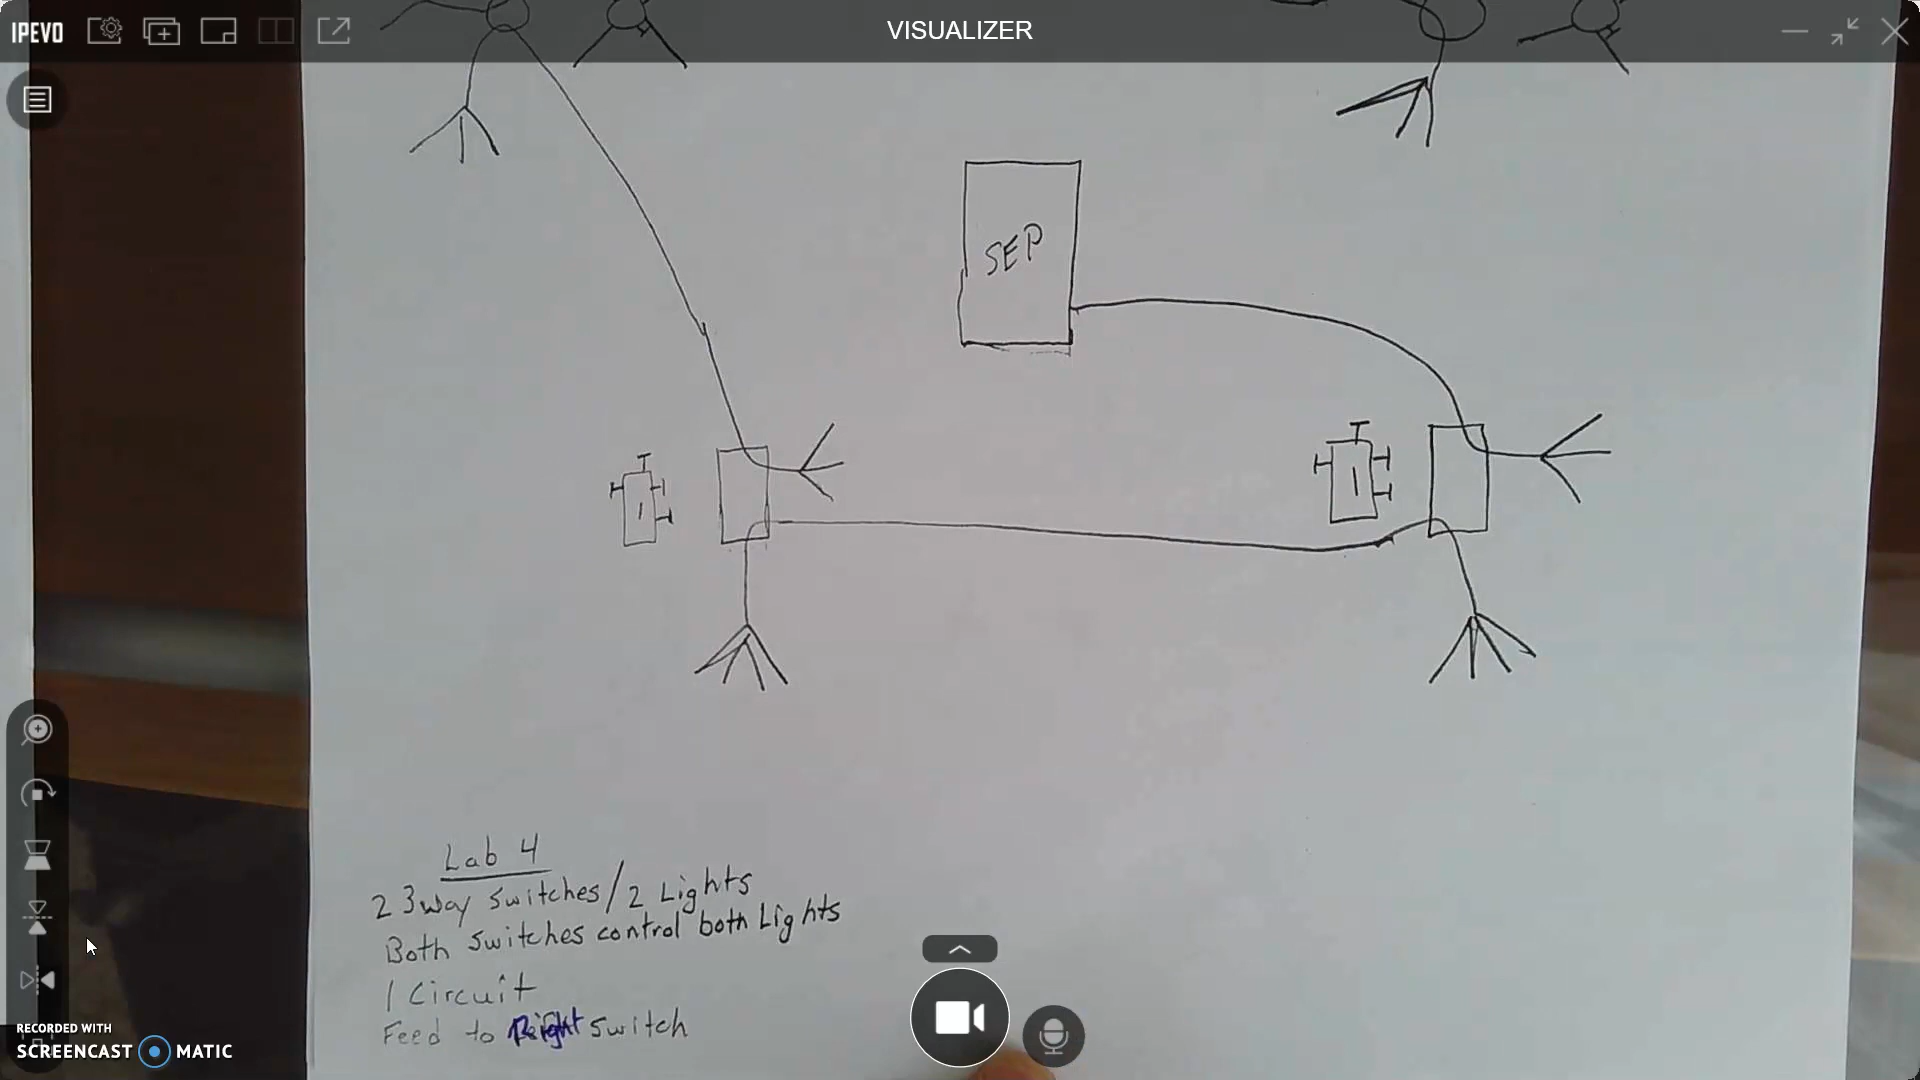 IPEVO
VISUALIZER
SEP
Lab 4
2 3way switches/2 Lights
Both switches control both Lights
1 Circuit
Feed to Right switch
RECORDED WITH
SCREENCAST MATIC